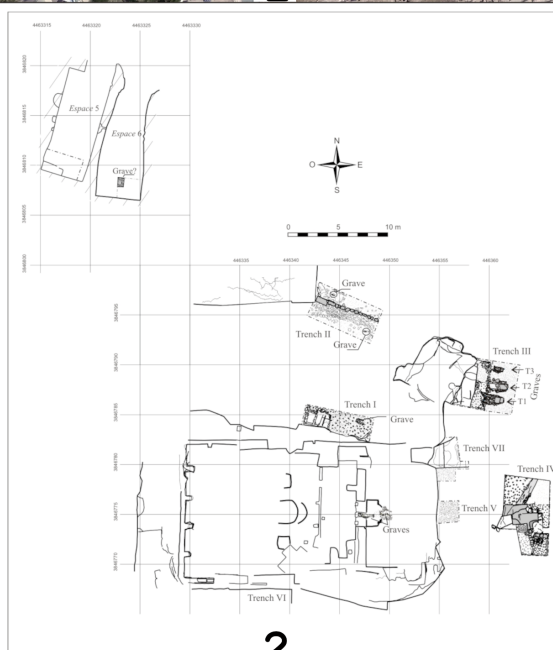 4463315 4463320 4463325 4463330
3846820
3846815
3846810
3846805
3846800
Espace 5
Espace 6
Grave?
N
O E
S
0 5 10 m
446335 446340 446345 446350 446355 446360
3846795
3846790
3846780
3846775
3846770
Grave
Trench II
Grave
Trench III
T3
T2
T1
Graves
Trench I
Grave
Trench VII
Trench IV
Trench V
Graves
Trench VI
2